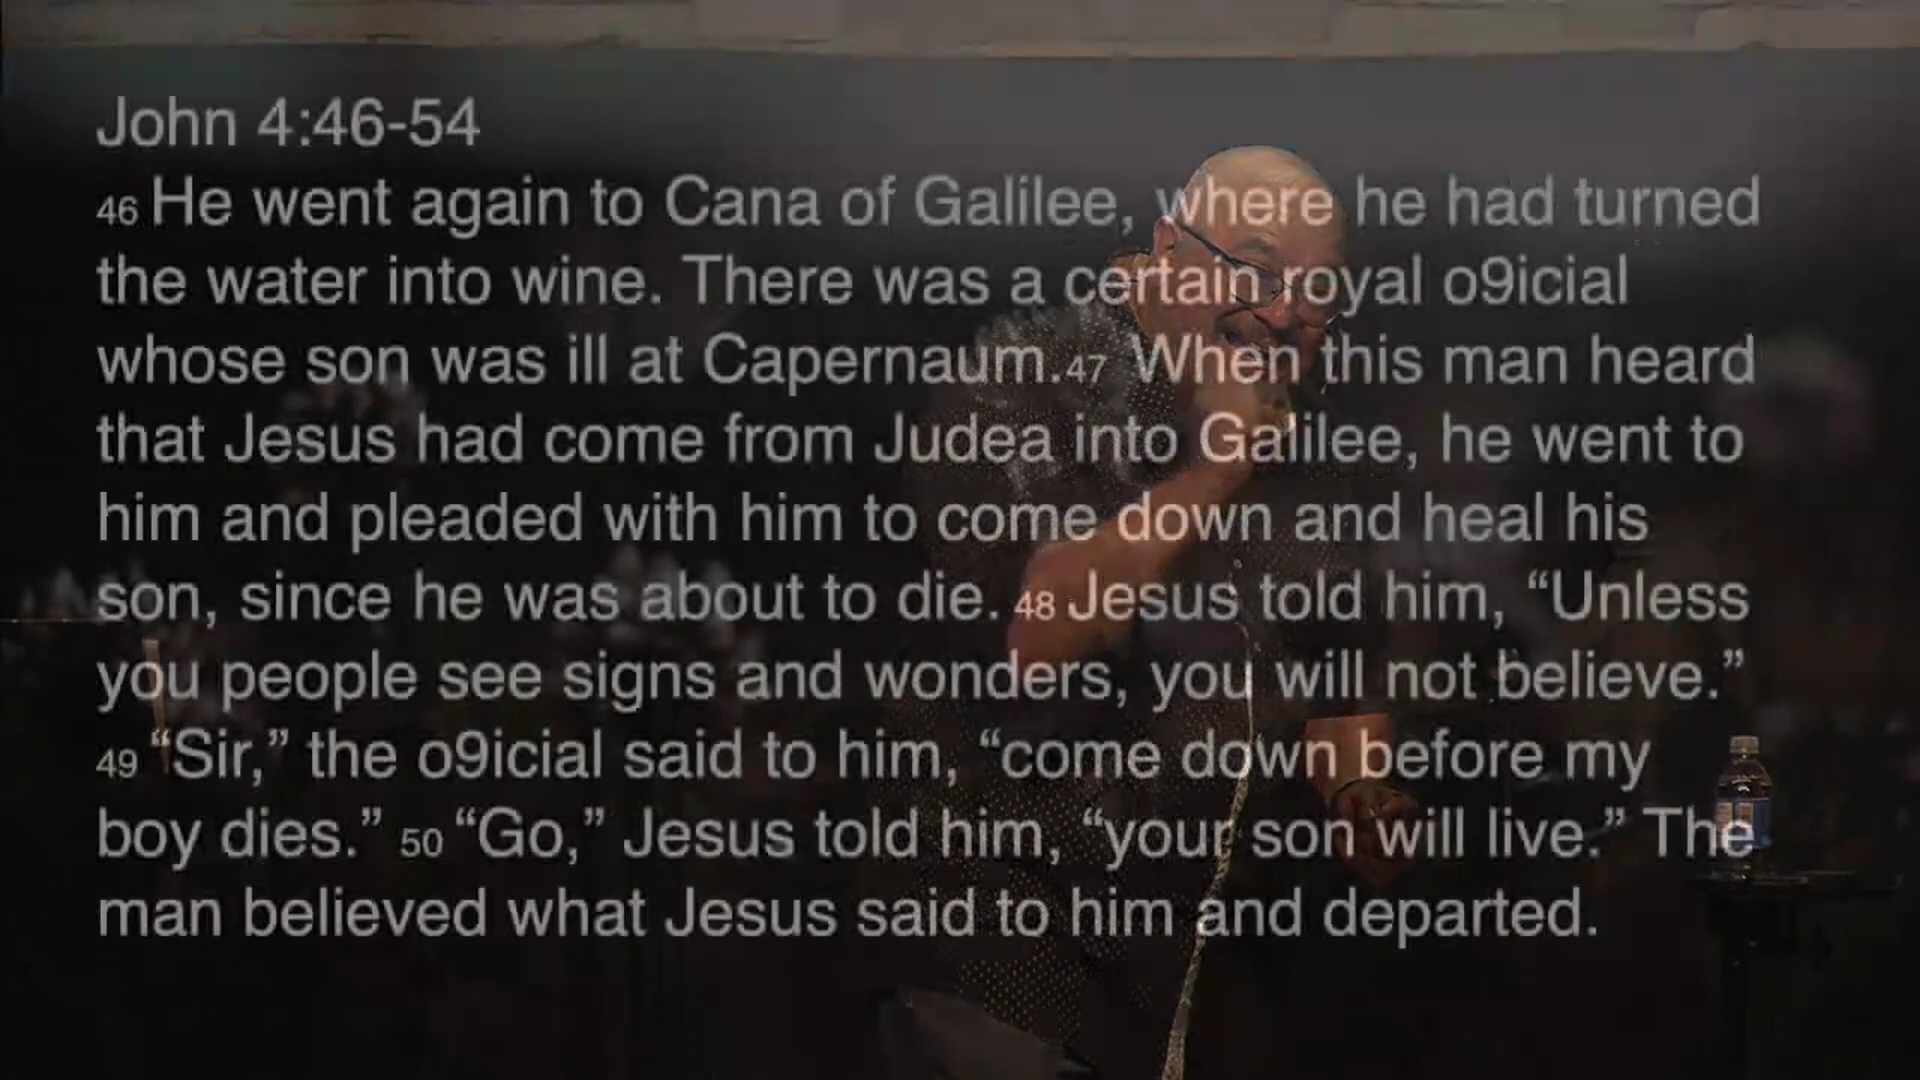 John 4:46-54
46 He went again to Cana of Galilee, where he had turned
the water into wine. There was a certain royal o9icial
whose son was ill at Capernaum.47 When this man heard
that Jesus had come from Judea into Galilee, he went to
him and pleaded with him to come down and heal his
son, since he was about to die. 48 Jesus told him, “Unless
you people see signs and wonders, you will not believe.”
49 “Sir,” the o9icial said to him, “come down before my
boy dies.” 50 “Go,” Jesus told him, “your son will live.” The
man believed what Jesus said to him and departed.